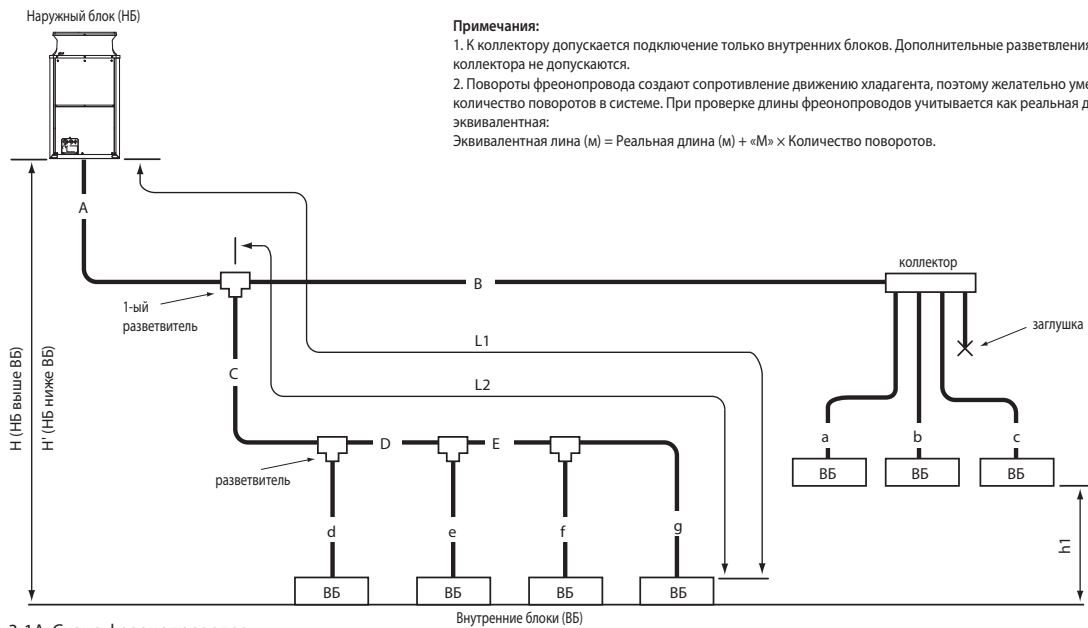 Наружный блок (НБ)
Примечания:
1. К коллектору допускается подключение только внутренних блоков. Дополнительные разветвления
коллектора не допускаются.
2. Повороты фреонопровода создают сопротивление движению хладагента, поэтому желательно
количество поворотов в системе. При проверке длины фреонопроводов учитывается как реальная
эквивалентная:
Эквивалентная лина (м) = Реальная длина (м) + «М» × Количество поворотов.
A
1-ый
разветвитель
B
коллектор
заглушка
L1
L2
C
H (НБ выше ВБ)
H' (НБ ниже ВБ)
D
E
разветвитель
a
b
c
ВБ
ВБ
ВБ
d
e
f
g
h1
ВБ
ВБ
ВБ
ВБ
Внутренние блоки (ВБ)